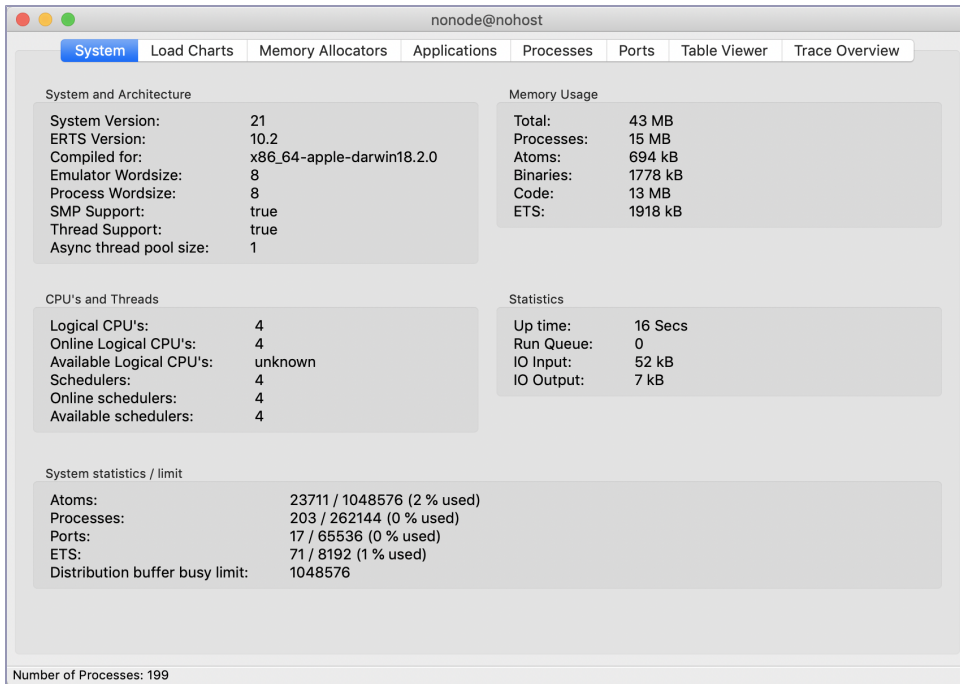 nonode@nohost
System Load Charts Memory Allocators Applications Processes Ports Table Viewer Trace Overview
System and Architecture
System Version: 21
ERTS Version: 10.2
Compiled for: x86_64-apple-darwin18.2.0
Emulator Wordsize: 8
Process Wordsize: 8
SMP Support: true
Thread Support: true
Async thread pool size: 1
Memory Usage
Total: 43 MB
Processes: 15 MB
Atoms: 694 kB
Binaries: 1778 kB
Code: 13 MB
ETS: 1918 kB
CPU's and Threads
Logical CPU's: 4
Online Logical CPU's: 4
Available Logical CPU's: unknown
Schedulers: 4
Online schedulers: 4
Available schedulers: 4
Statistics
Up time: 16 Secs
Run Queue: 0
IO Input: 52 kB
IO Output: 7 kB
System statistics / limit
Atoms: 23711 / 1048576 (2 % used)
Processes: 203 / 262144 (0 % used)
Ports: 17 / 65536 (0 % used)
ETS: 71 / 8192 (1 % used)
Distribution buffer busy limit: 1048576
Number of Processes: 199